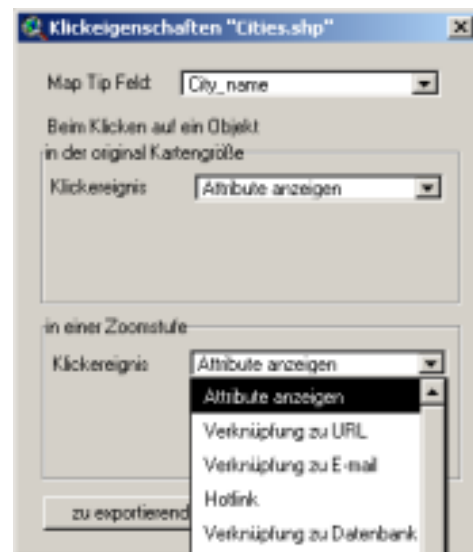 Klickeigenschaften "Cities.shp"
Map Tip Feld: City_name
Beim Klicken auf ein Objekt
in der original Kartengröße
Klickereignis Attribute anzeigen
in einer Zoomstufe
Klickereignis Attribute anzeigen
Attribute anzeigen
Verknüpfung zu URL
Verknüpfung zu E-mail
Hotlink
zu exportierend
Verknüpfung zu Datenbank